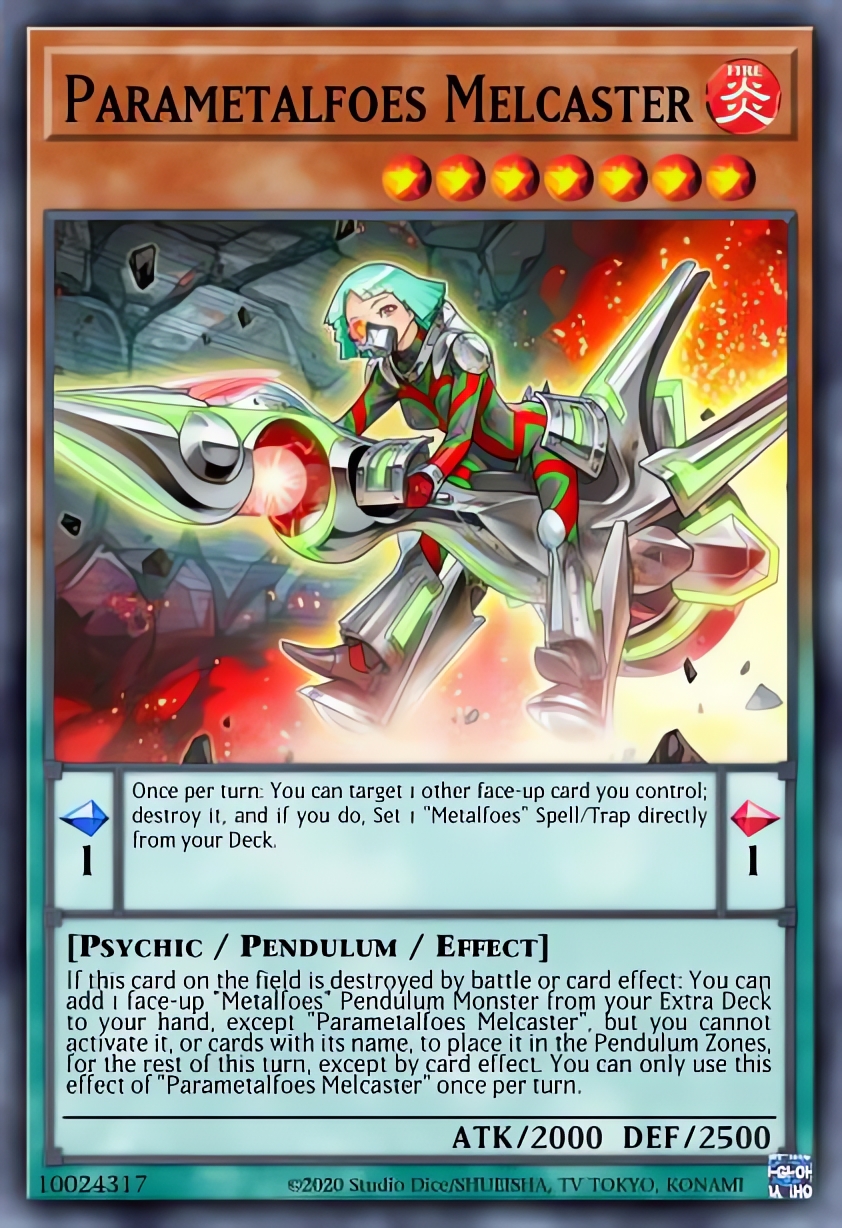 PARAMETALFOES MELCASTER
FIRE
炎
Once per turn: You can target 1 other face-up card you control;
destroy it, and if you do, Set 1 "Metalfoes" Spell/Trap directly
from your Deck.
1
1
[PSYCHIC / PENDULUM / EFFECT]
If this card on the field is destroyed by battle or card effect: You can
add 1 face-up "Metalfoes" Pendulum Monster from your Extra Deck
to your hand, except "Parametalfoes Melcaster", but you cannot
activate it, or cards with its name, to place it in the Pendulum Zones,
for the rest of this turn, except by card effect. You can only use this
effect of "Parametalfoes Melcaster" once per turn.
ATK/2000 DEF/2500
10024317
©2020 Studio Dice/SHUEISHA, TV TOKYO, KONAMI